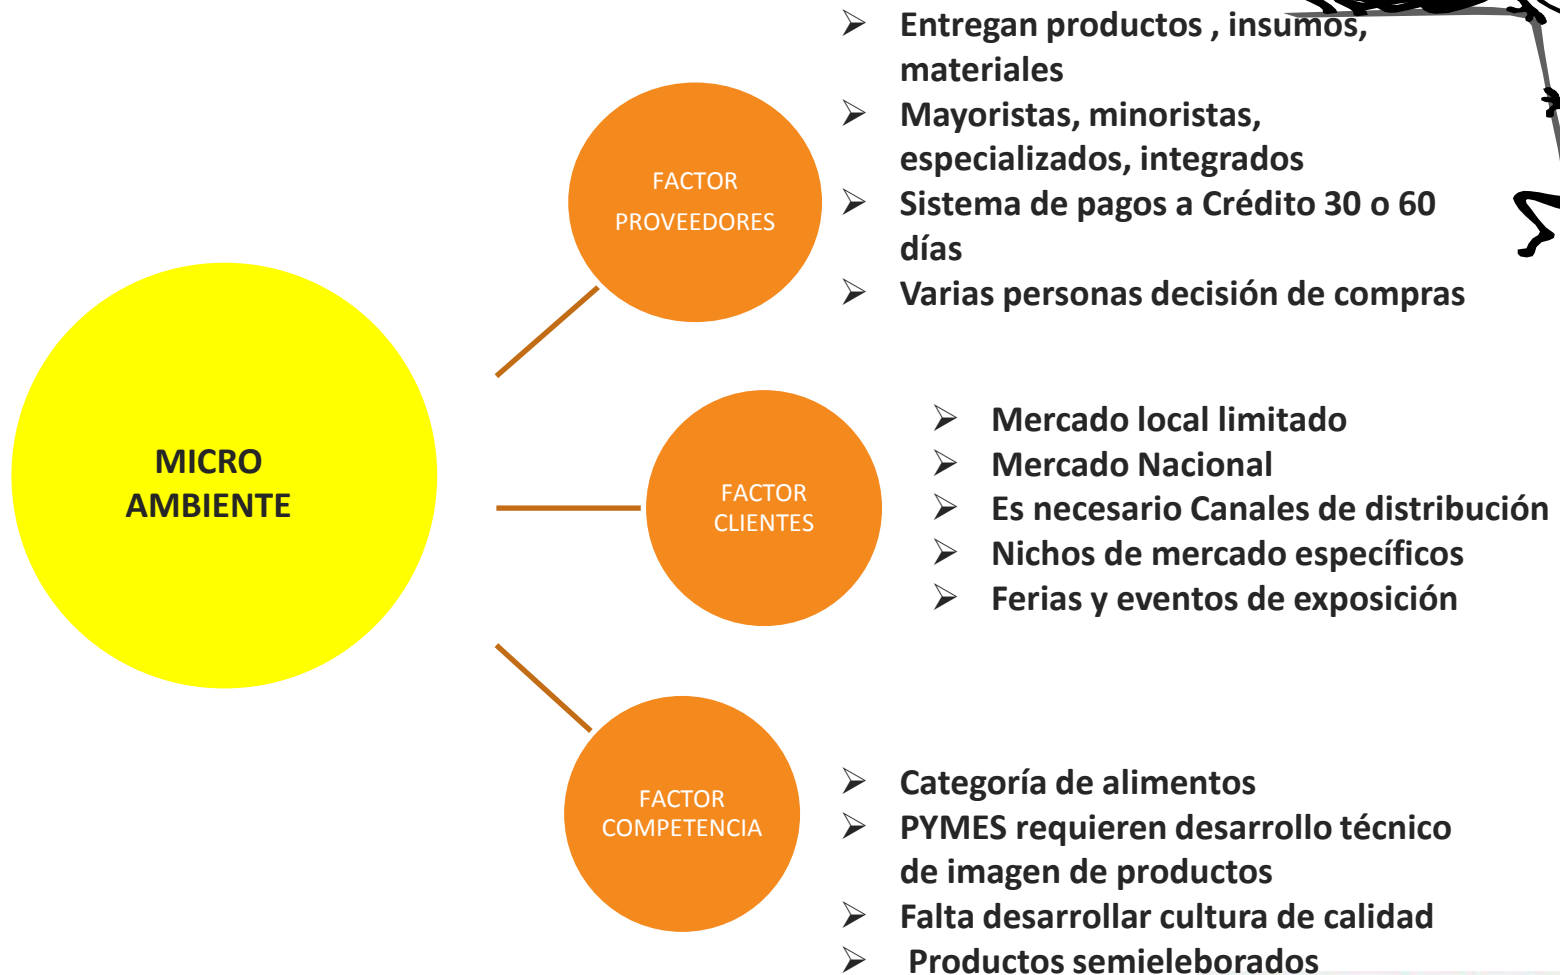 MICRO
AMBIENTE
FACTOR
PROVEEDORES
➢ Entregan productos , insumos,
materiales
➢ Mayoristas, minoristas,
especializados, integrados
➢ Sistema de pagos a Crédito 30 o 60
días
➢ Varias personas decisión de compras
FACTOR
CLIENTES
➢ Mercado local limitado
➢ Mercado Nacional
➢ Es necesario Canales de distribución
➢ Nichos de mercado específicos
➢ Ferias y eventos de exposición
FACTOR
COMPETENCIA
➢ Categoría de alimentos
➢ PYMES requieren desarrollo técnico
de imagen de productos
➢ Falta desarrollar cultura de calidad
➢ Productos semieleborados